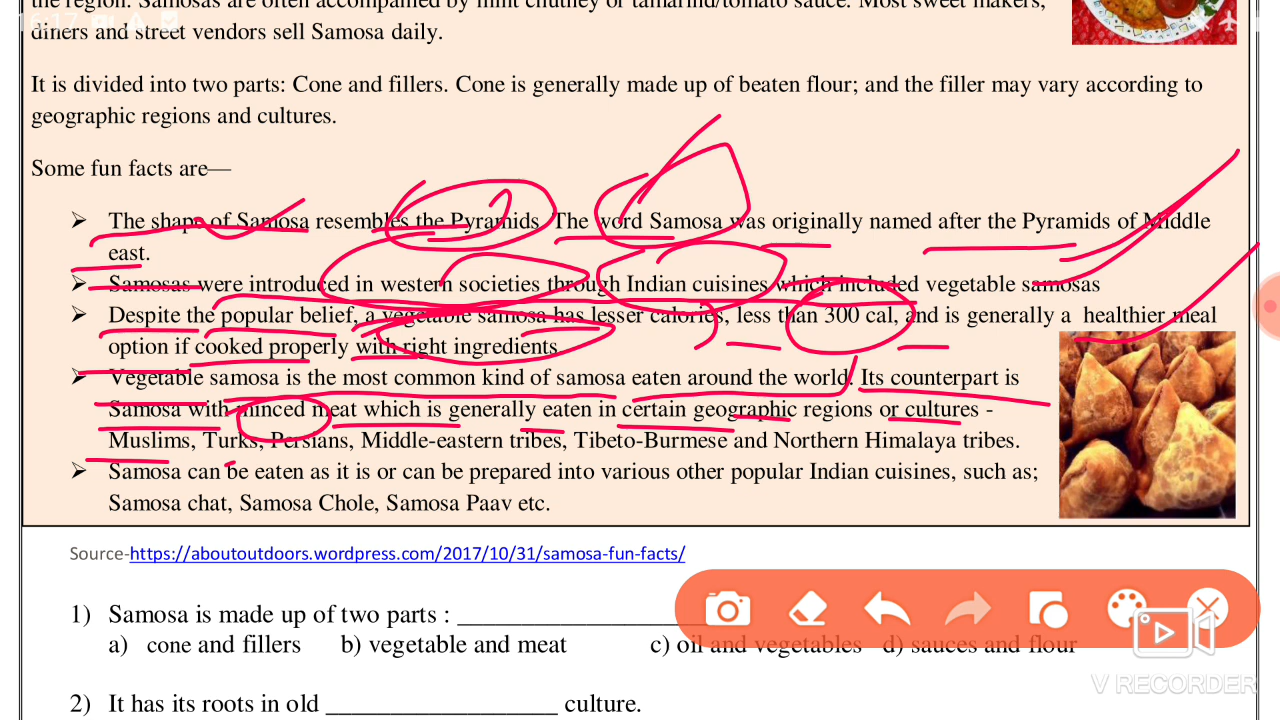 the region. Samosas are often accompanied by mint chutney or tamarind/tomato sauce. Most sweet makers,
16:17
diners and street vendors sell Samosa daily.
It is divided into two parts: Cone and fillers. Cone is generally made up of beaten flour; and the filler may vary according to
geographic regions and cultures.
Some fun facts are—
➢ The shape of Samosa resembles the Pyramids. The word Samosa was originally named after the Pyramids of Middle
east.
➢ Samosas were introduced in western societies through Indian cuisines which included vegetable samosas
➢ Despite the popular belief, a vegetable samosa has lesser calories, less than 300 cal, and is generally a healthier meal
option if cooked properly with right ingredients.
➢ Vegetable samosa is the most common kind of samosa eaten around the world. Its counterpart is
Samosa with minced meat which is generally eaten in certain geographic regions or cultures -
Muslims, Turks, Persians, Middle-eastern tribes, Tibeto-Burmese and Northern Himalaya tribes.
➢ Samosa can be eaten as it is or can be prepared into various other popular Indian cuisines, such as;
Samosa chat, Samosa Chole, Samosa Paav etc.
Source-https://aboutoutdoors.wordpress.com/2017/10/31/samosa-fun-facts/
1) Samosa is made up of two parts : ____________________
a) cone and fillers b) vegetable and meat c) oil and vegetables d) sauces and flour
V RECORDER
2) It has its roots in old __________________ culture.